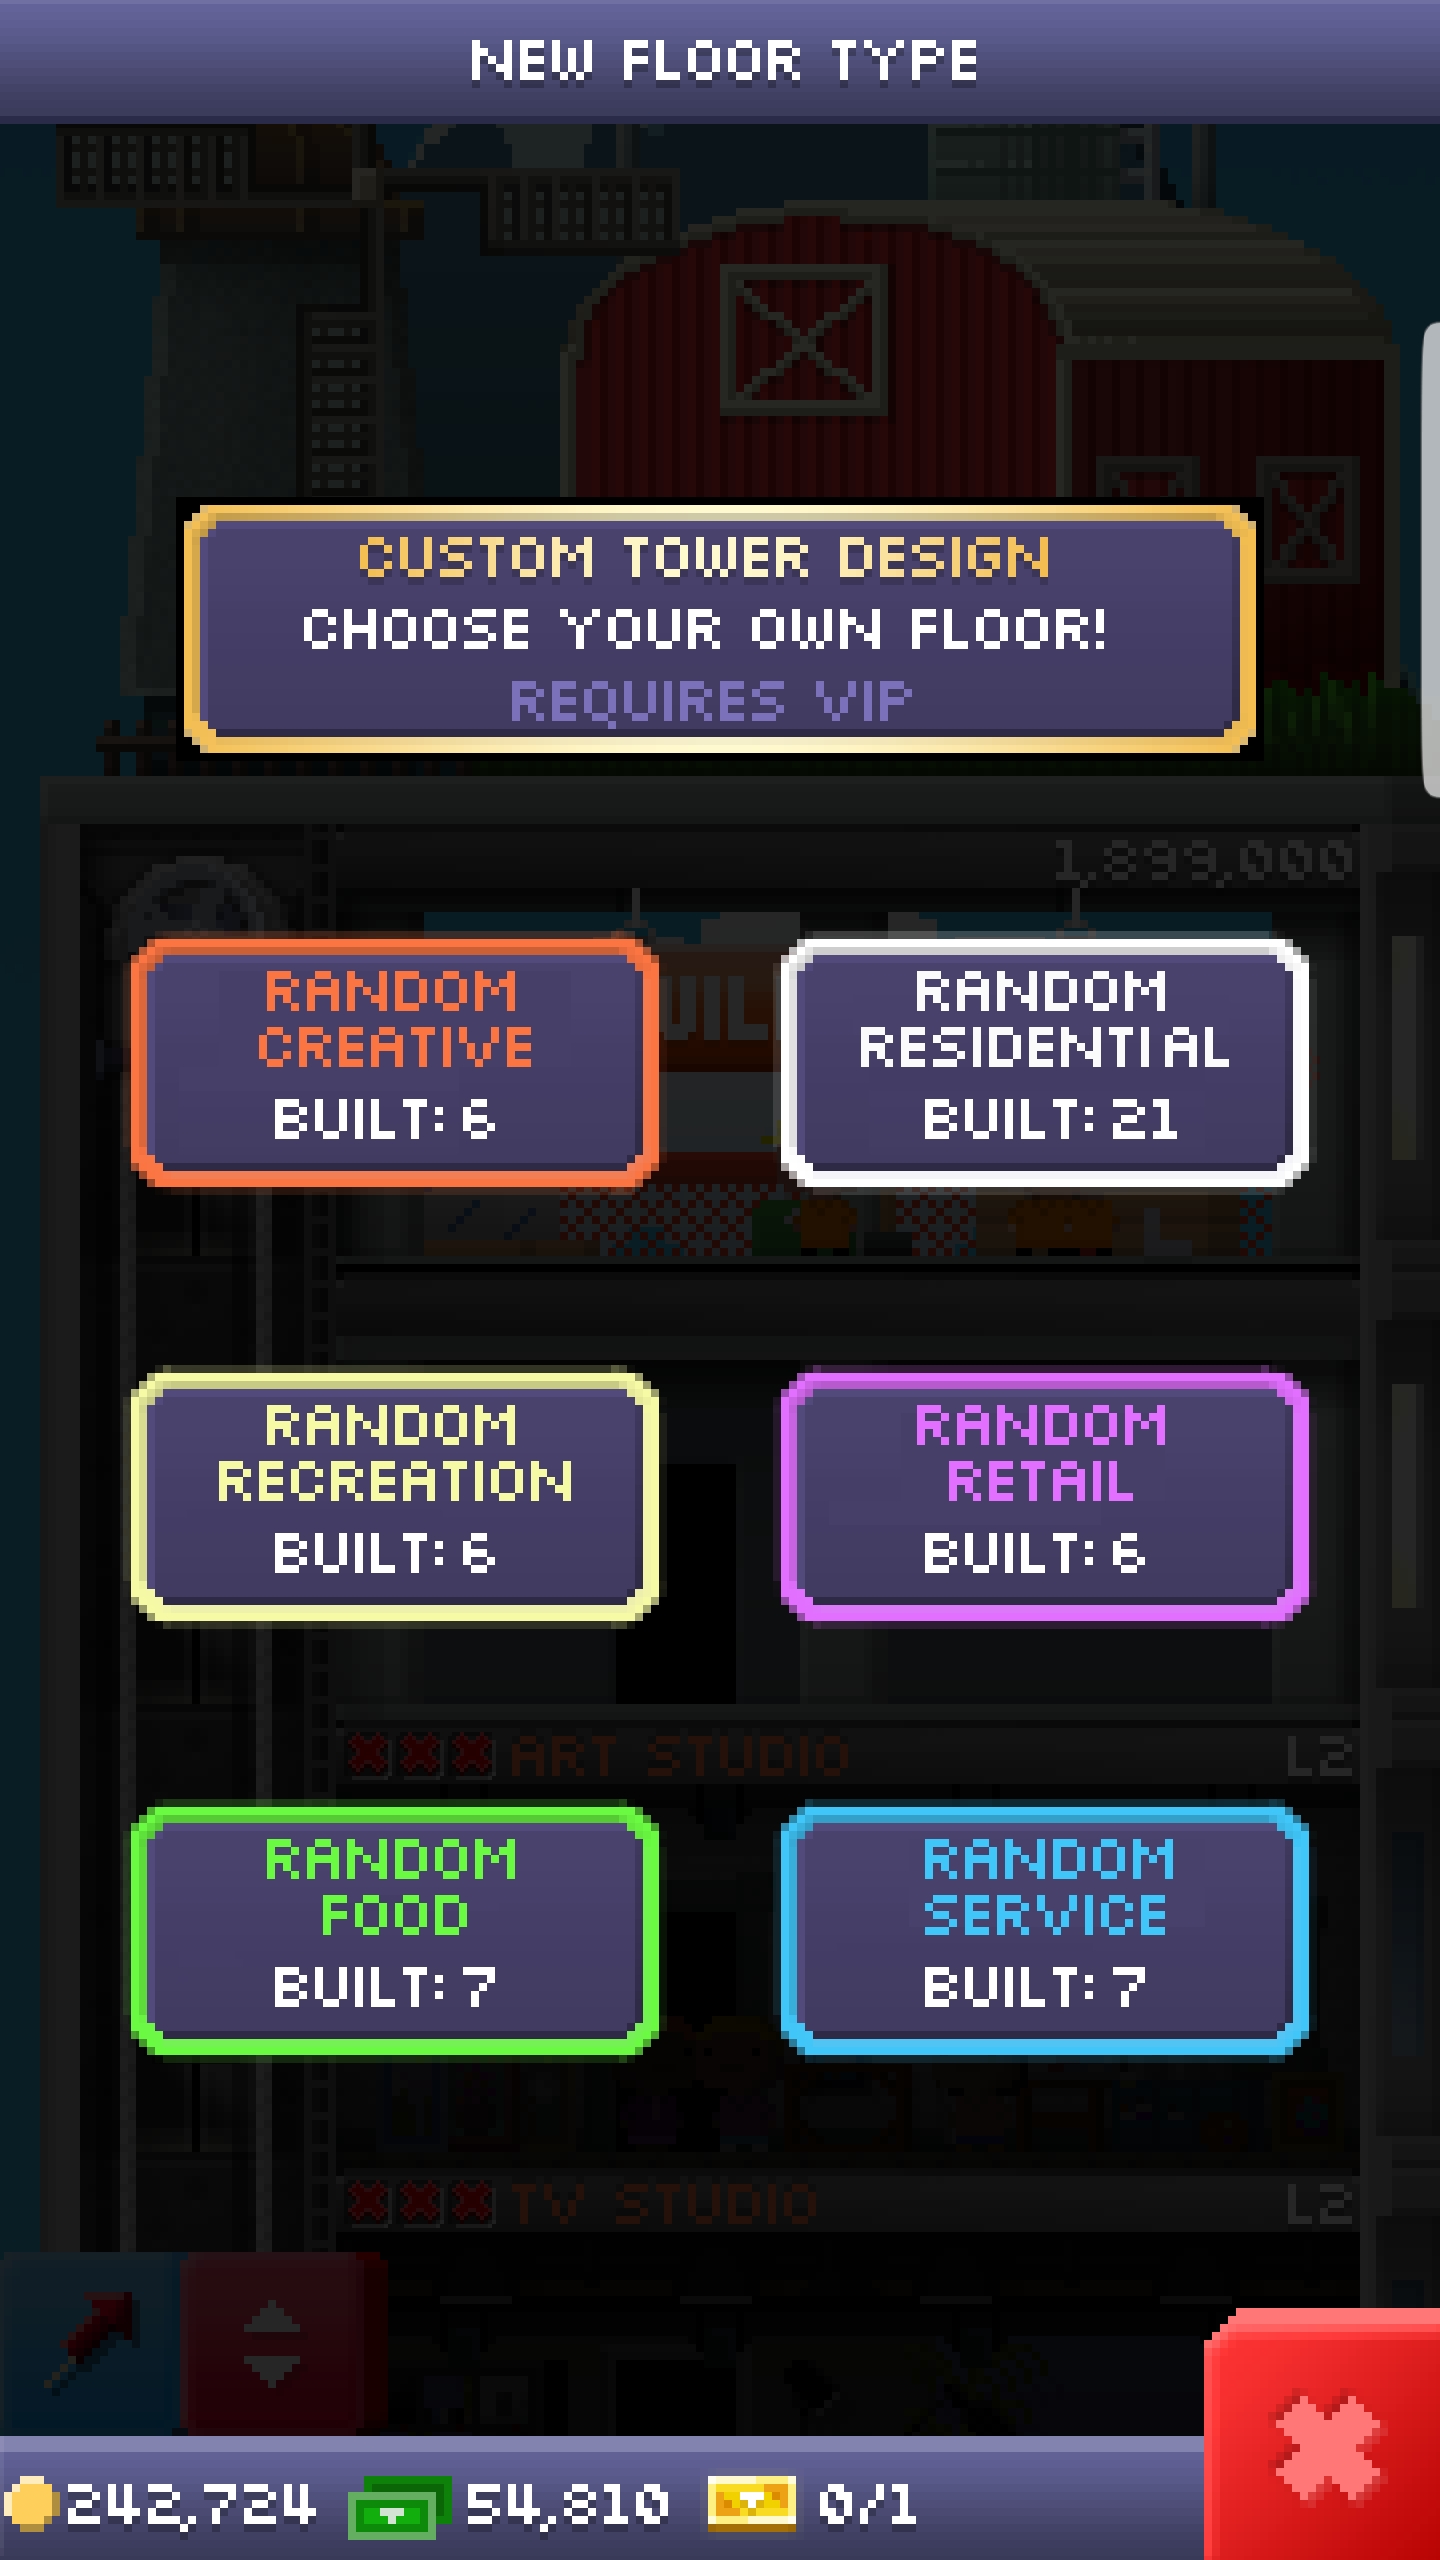 NEW FLOOR TYPE
CUSTOM TOWER DESIGN
CHOOSE YOUR OWN FLOOR!
REQUIRES VIP
1,899,000
RANDOM
CREATIVE
BUILT: 6
RANDOM
RESIDENTIAL
BUILT: 21
RANDOM
RECREATION
BUILT: 6
RANDOM
RETAIL
BUILT: 6
ART STUDIO L2
RANDOM
FOOD
BUILT: 7
RANDOM
SERVICE
BUILT: 7
TV STUDIO L2
242,724 54,810 0/1